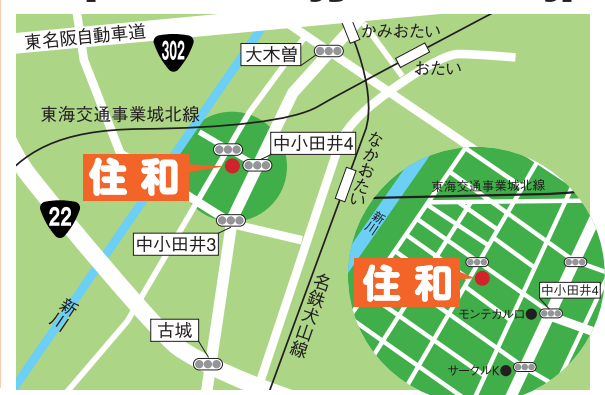 東名阪自動車道
302
大木曽
かみおたい
おたい
東海交通事業城北線
中小田井4
住和
なかおたい
22
中小田井3
新川
古城
名鉄犬山線
東海交通事業城北線
新川
住和
中小田井4
モンテカルロ
サークルK